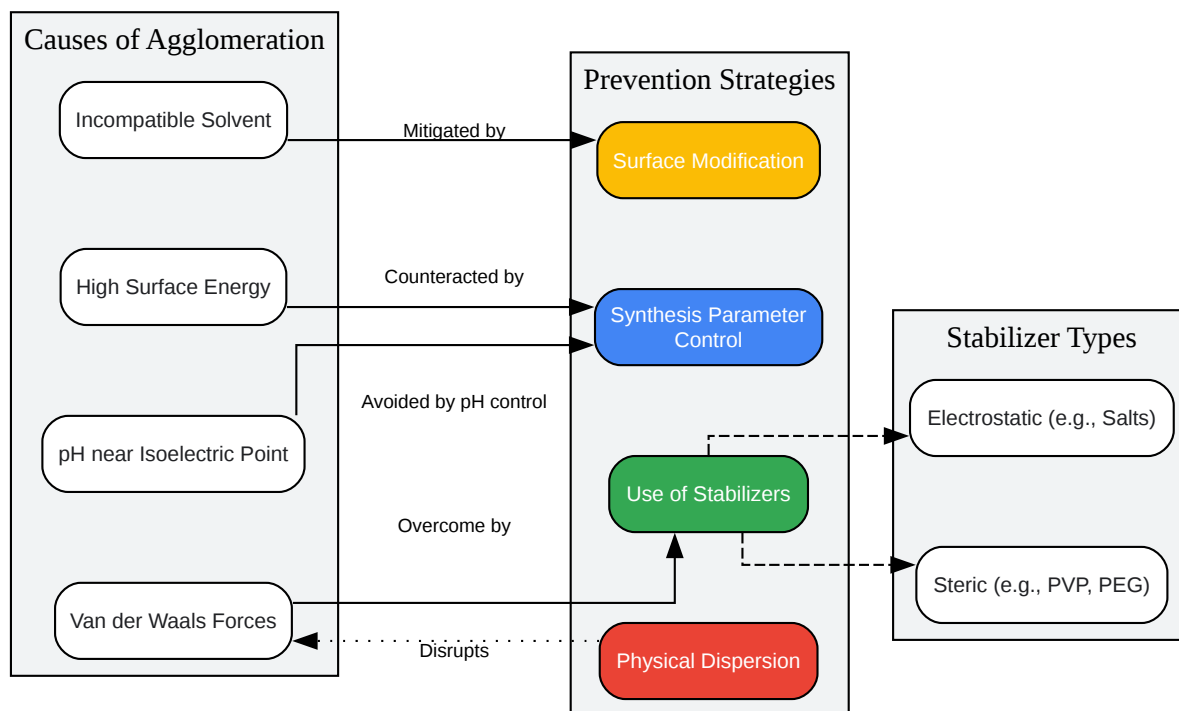 Causes of Agglomeration
Incompatible Solvent
High Surface Energy
pH near Isoelectric Point
Van der Waals Forces
Mitigated by
Counteracted by
Avoided by pH control
Overcome by
Disrupts
Prevention Strategies
Surface Modification
Synthesis Parameter
Control
Use of Stabilizers
Physical Dispersion
Stabilizer Types
Electrostatic (e.g., Salts)
Steric (e.g., PVP, PEG)